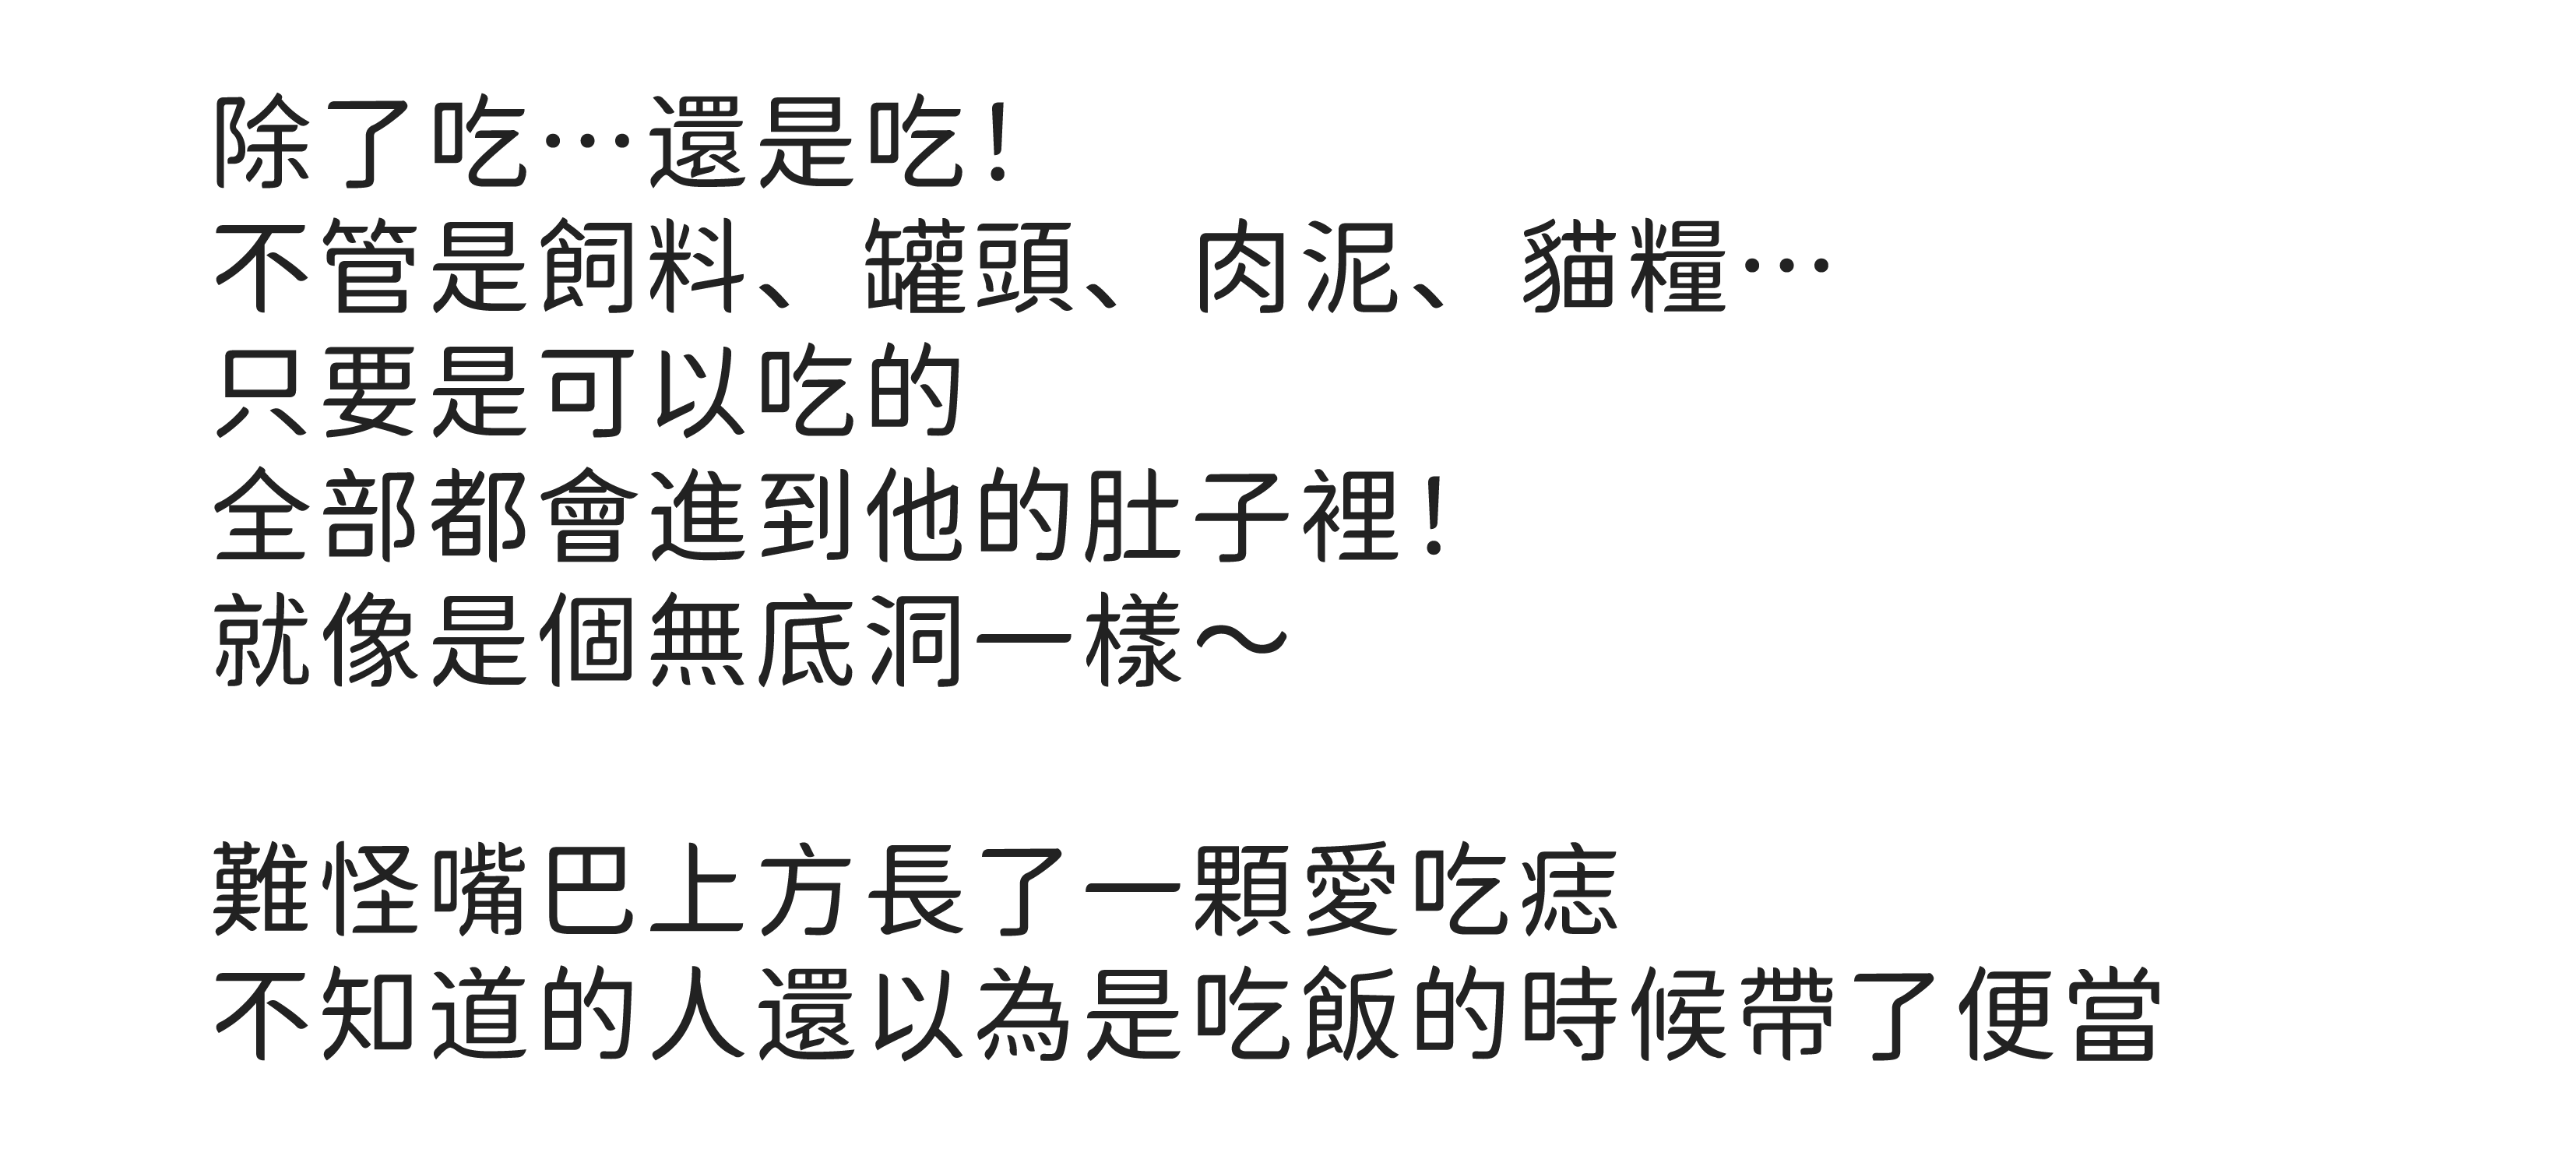 除了吃…還是吃！
不管是飼料、罐頭、肉泥、貓糧…
只要是可以吃的
全部都會進到他的肚子裡！
就像是個無底洞一樣～
難怪嘴巴上方長了一顆愛吃痣
不知道的人還以為是吃飯的時候帶了便當